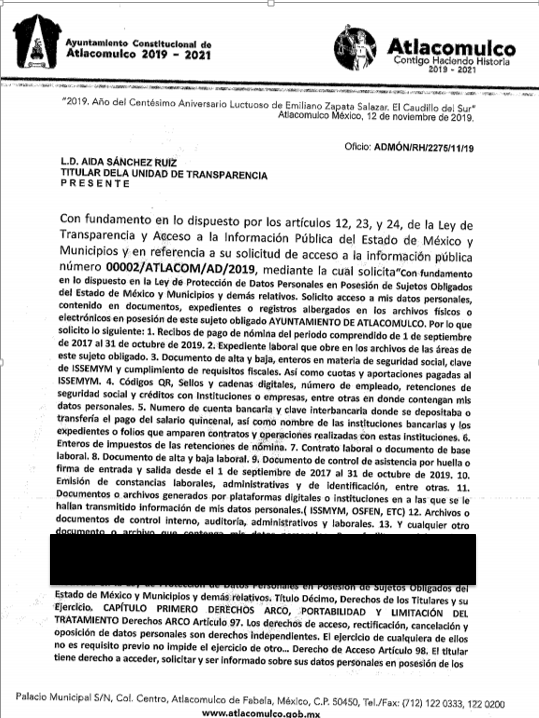 Ayuntamiento Constitucional de
Atlacomulco 2019 - 2021
Atlacomulco
Contigo Haciendo Historia
2019 - 2021
"2019. Año del Centésimo Aniversario Luctuoso de Emiliano Zapata Salazar. El Caudillo del Sur"
Atlacomulco México, 12 de noviembre de 2019.
Oficio: ADMÓN/RH/2275/11/19
L.D. AIDA SÁNCHEZ RUIZ
TITULAR DELA UNIDAD DE TRANSPARENCIA
P R E S E N T E
Con fundamento en lo dispuesto por los artículos 12, 23, y 24, de la Ley de
Transparencia y Acceso a la Información Pública del Estado de México y
Municipios y en referencia a su solicitud de acceso a la información pública
número 00002/ATLACOM/AD/2019, mediante la cual solicita"Con fundamento
en lo dispuesto en la Ley de Protección de Datos Personales en Posesión de Sujetos Obligados
del Estado de México y Municipios y demás relativos. Solicito acceso a mis datos personales,
contenido en documentos, expedientes o registros albergados en los archivos físicos o
electrónicos en posesión de este sujeto obligado AYUNTAMIENTO DE ATLACOMULCO. Por lo que
solicito lo siguiente: 1. Recibos de pago de nómina del periodo comprendido de 1 de septiembre
de 2017 al 31 de octubre de 2019. 2. Expediente laboral que obre en los archivos de las áreas de
este sujeto obligado. 3. Documento de alta y baja, enteros en materia de seguridad social, clave
de ISSEMYM y cumplimiento de requisitos fiscales. Así como cuotas y aportaciones pagadas al
ISSEMYM. 4. Códigos QR, Sellos y cadenas digitales, número de empleado, retenciones de
seguridad social y créditos con Instituciones o empresas, entre otras en donde contengan mis
datos personales. 5. Numero de cuenta bancaria y clave interbancaria donde se depositaba o
transfería el pago del salario quincenal, así como nombre de las instituciones bancarias y los
expedientes o folios que amparen contratos y operaciones realizadas con estas instituciones. 6.
Enteros de impuestos de las retenciones de nómina. 7. Contrato laboral o documento de base
laboral. 8. Documento de alta y baja laboral. 9. Documento de control de asistencia por huella o
firma de entrada y salida desde el 1 de septiembre de 2017 al 31 de octubre de 2019. 10.
Emisión de constancias laborales, administrativas y de identificación, entre otras. 11.
Documentos o archivos generados por plataformas digitales o instituciones en a las que se le
hallan transmitido información de mis datos personales.( ISSMYM, OSFEN, ETC) 12. Archivos o
documentos de control interno, auditoría, administrativos y laborales. 13. Y cualquier otro
documento o archivo que contenga mis datos personales.
Protección de Datos Personales en Posesión de Sujetos Obligados del
Estado de México y Municipios y demás relativos. Título Décimo, Derechos de los Titulares y su
Ejercicio. CAPÍTULO PRIMERO DERECHOS ARCO, PORTABILIDAD Y LIMITACIÓN DEL
TRATAMIENTO Derechos ARCO Artículo 97. Los derechos de acceso, rectificación, cancelación y
oposición de datos personales son derechos independientes. El ejercicio de cualquiera de ellos
no es requisito previo no impide el ejercicio de otro... Derecho de Acceso Artículo 98. El titular
tiene derecho a acceder, solicitar y ser informado sobre sus datos personales en posesión de los
Palacio Municipal S/N, Col. Centro, Atlacomulco de Fabela, México, C.P. 50450, Tel./Fax: (712) 122 0333, 122 0200
www.atlacomulco.gob.mx